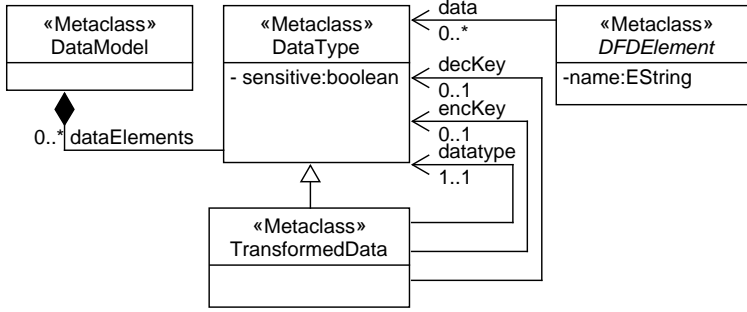 «Metaclass»
DataModel
0..* dataElements
«Metaclass»
DataType
- sensitive:boolean
data
0..*
decKey
0..1
encKey
0..1
datatype
1..1
«Metaclass»
DFDElement
-name:EString
«Metaclass»
TransformedData